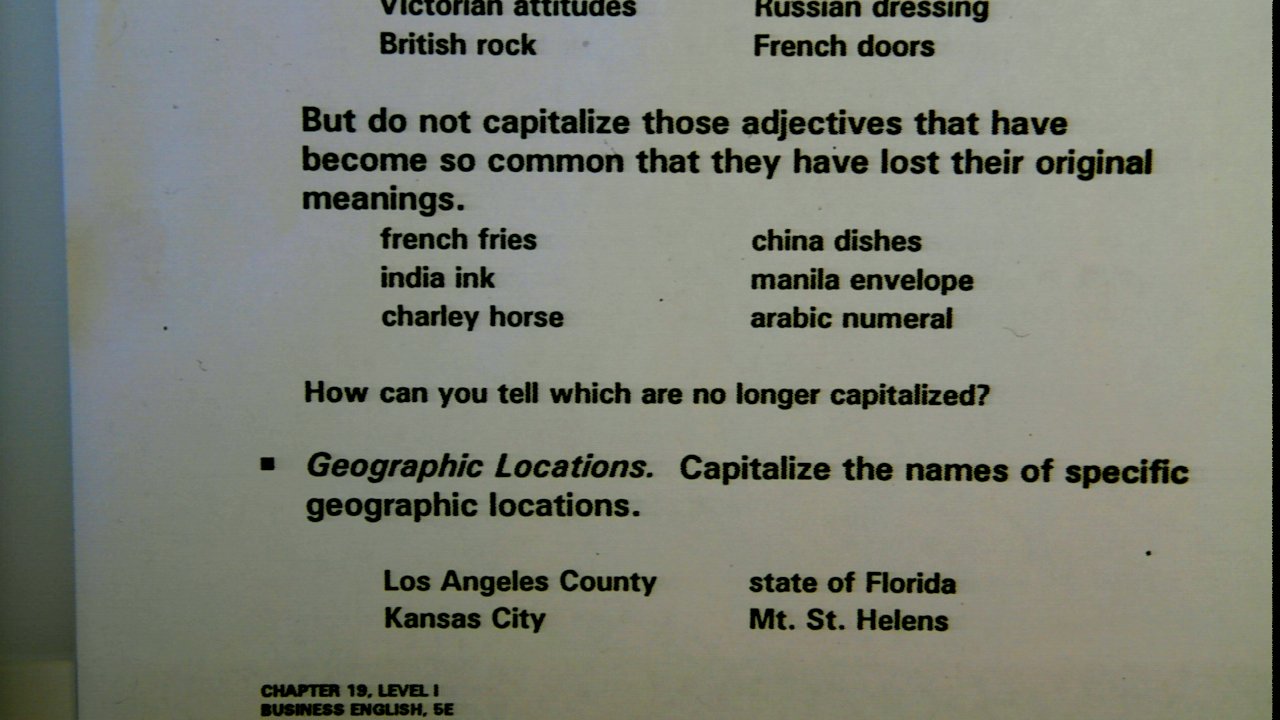 Victorian attitudes Russian dressing
British rock French doors
But do not capitalize those adjectives that have
become so common that they have lost their original
meanings.
french fries china dishes
india ink manila envelope
charley horse arabic numeral
How can you tell which are no longer capitalized?
■ Geographic Locations. Capitalize the names of specific
geographic locations.
Los Angeles County state of Florida
Kansas City Mt. St. Helens
CHAPTER 19, LEVEL I
BUSINESS ENGLISH, 5E